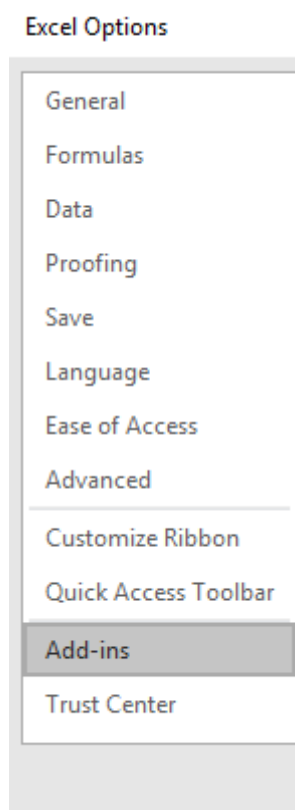 Excel Options
General
Formulas
Data
Proofing
Save
Language
Ease of Access
Advanced
Customize Ribbon
Quick Access Toolbar
Add-ins
Trust Center